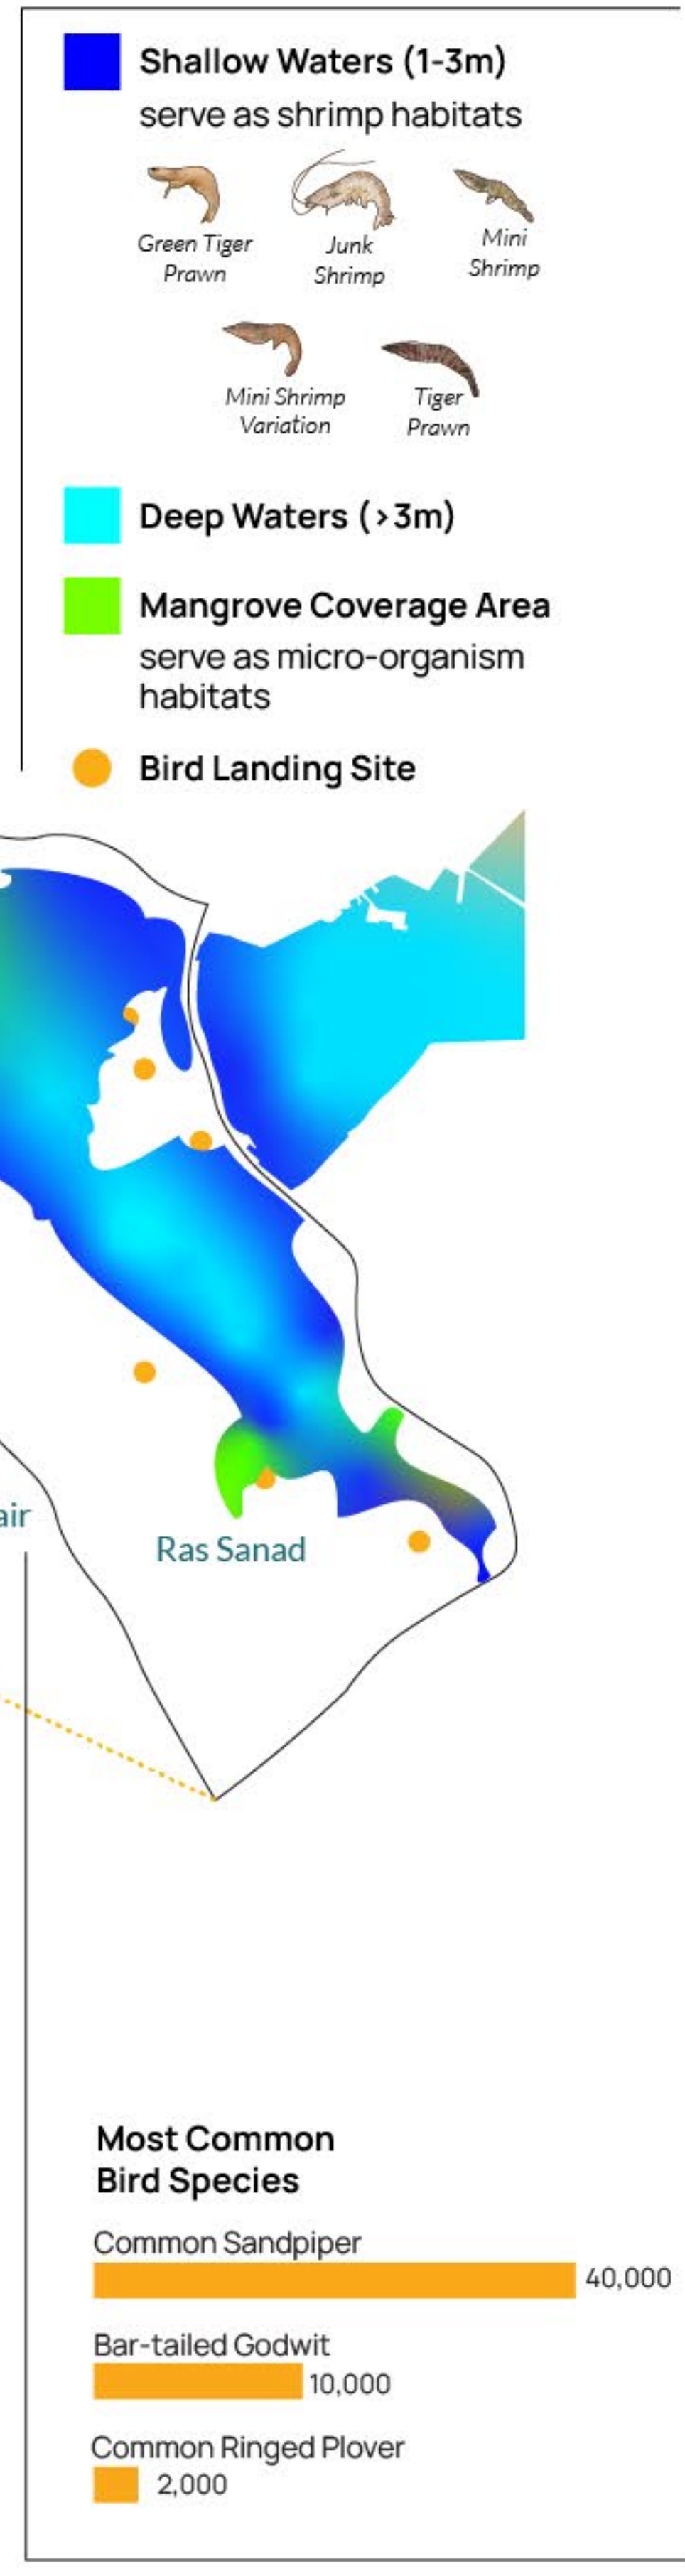 Shallow Waters (1-3m)
serve as shrimp habitats
Green Tiger
Prawn
Junk
Shrimp
Mini
Shrimp
Mini Shrimp
Variation
Tiger
Prawn
Deep Waters (>3m)
Mangrove Coverage Area
serve as micro-organism
habitats
Bird Landing Site
air
Ras Sanad
Most Common
Bird Species
Common Sandpiper
40,000
Bar-tailed Godwit
10,000
Common Ringed Plover
2,000